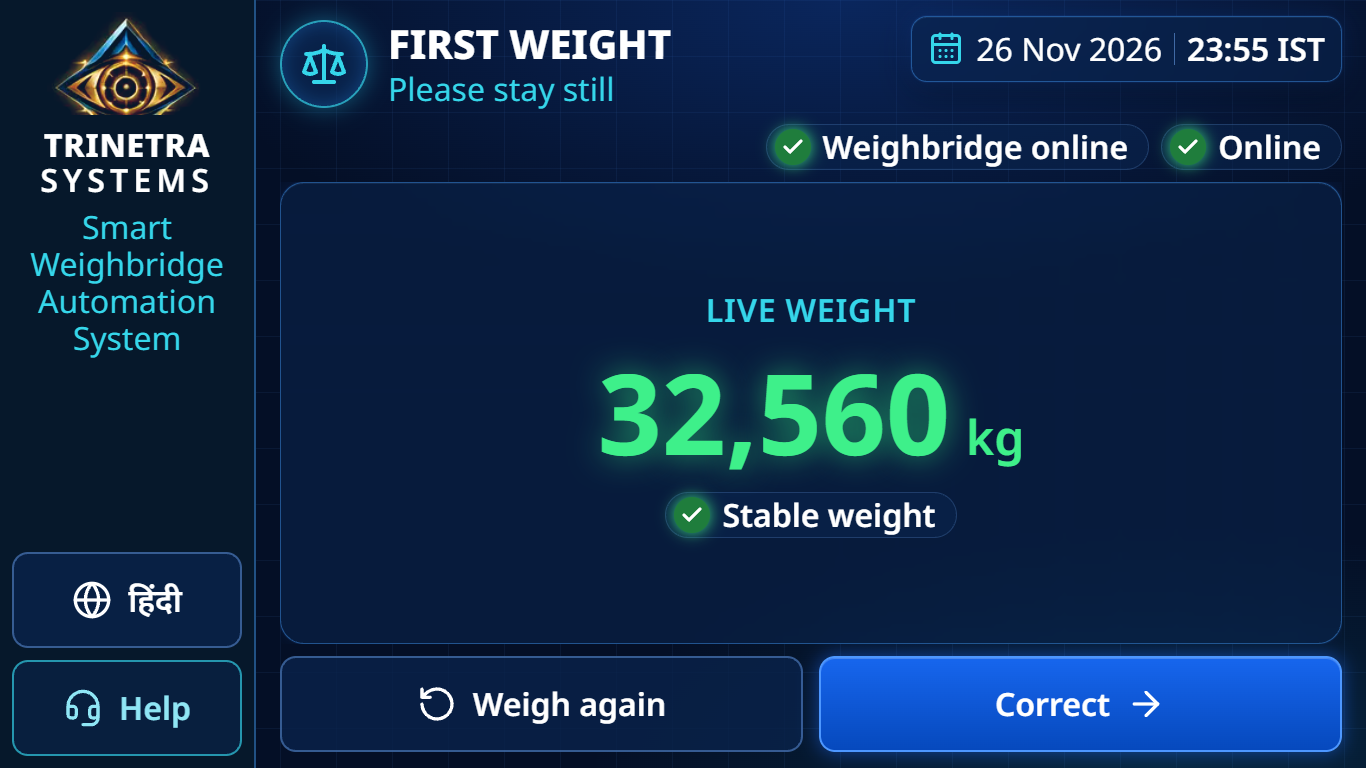 TRINETRA
SYSTEMS
Smart
Weighbridge
Automation
System
हिंदी
Help
FIRST WEIGHT
Please stay still
26 Nov 2026 23:55 IST
Weighbridge online
Online
LIVE WEIGHT
32,560 kg
Stable weight
Weigh again
Correct